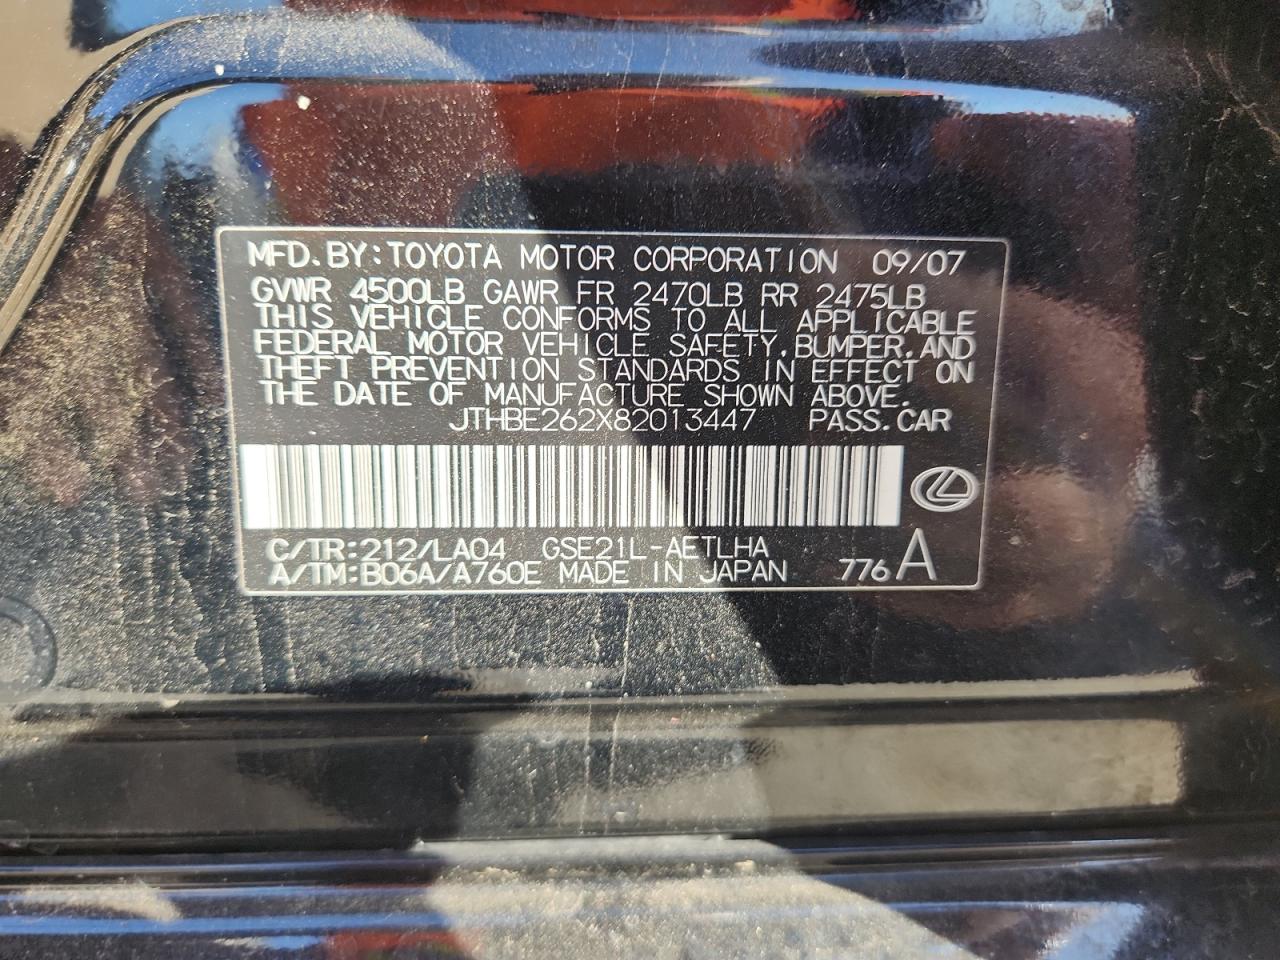 MFD.BY:TOYOTA MOTOR CORPORATION 09/07
GVWR 4500LB GAWR FR 2470LB RR 2475LB
THIS VEHICLE CONFORMS TO ALL APPLICABLE
FEDERAL MOTOR VEHICLE SAFETY,BUMPER,AND
THEFT PREVENTION STANDARDS IN EFFECT ON
THE DATE OF MANUFACTURE SHOWN ABOVE.
JTHBE262X82013447 PASS.CAR
C/TR:212/LA04 GSE21L-AETLHA
A/TM:B06A/A760E MADE IN JAPAN 776 A